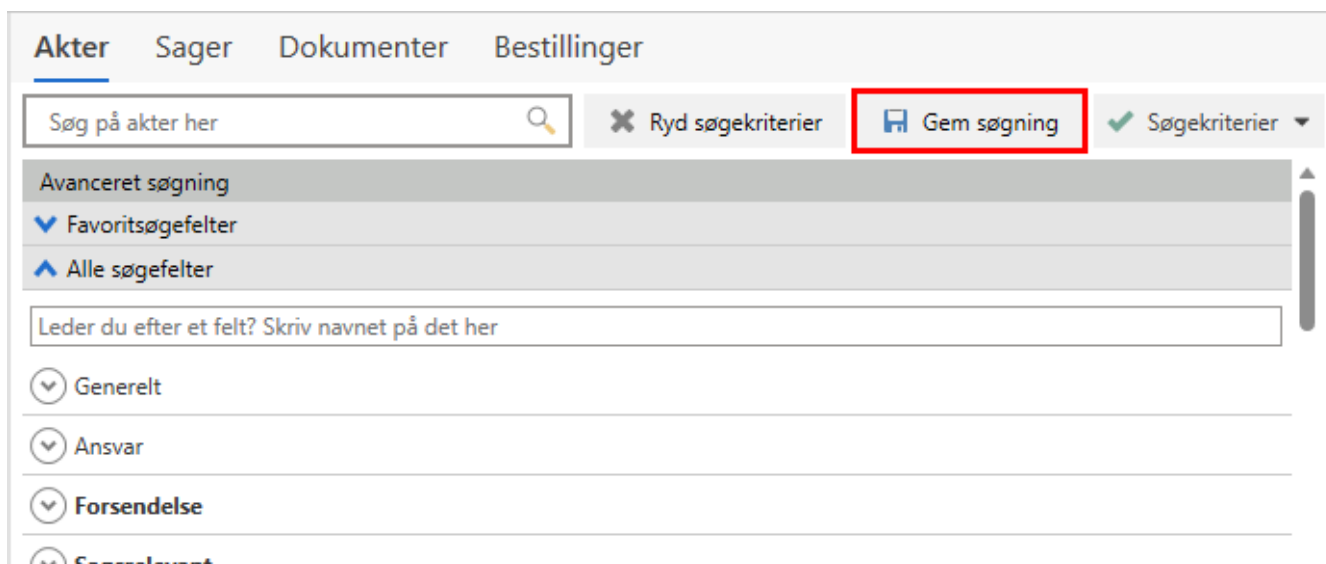 Akter Sager Dokumenter Bestillinger
Søg på akter her Ryd søgekriterier Gem søgning Søgekriterier
Avanceret søgning
Favoritsøgefelter
Alle søgefelter
Leder du efter et felt? Skriv navnet på det her
Generelt
Ansvar
Forsendelse